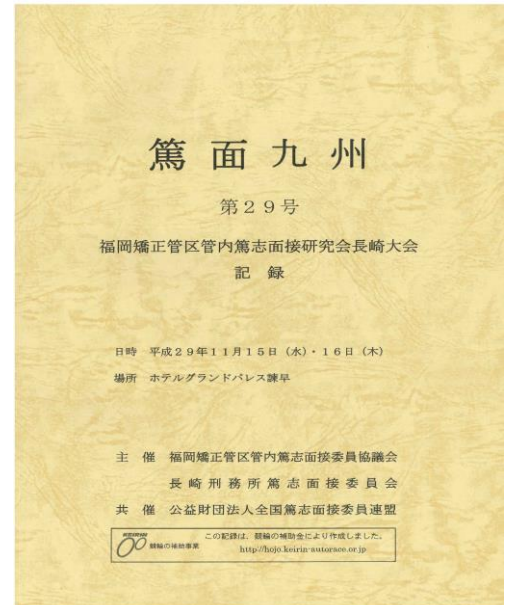 篤面九州
第29号
福岡矯正管区管内篤志面接研究会長崎大会
記録
日時 平成29年11月15日（水）・16日（木）
場所 ホテルグランドパレス諫早
主催 福岡矯正管区管内篤志面接委員協議会
長崎刑務所篤志面接委員会
共催 公益財団法人全国篤志面接委員連盟
この記録は、競輪の補助金により作成しました。
競輪の補助事業
http://hojo.keirin-autorace.or.jp